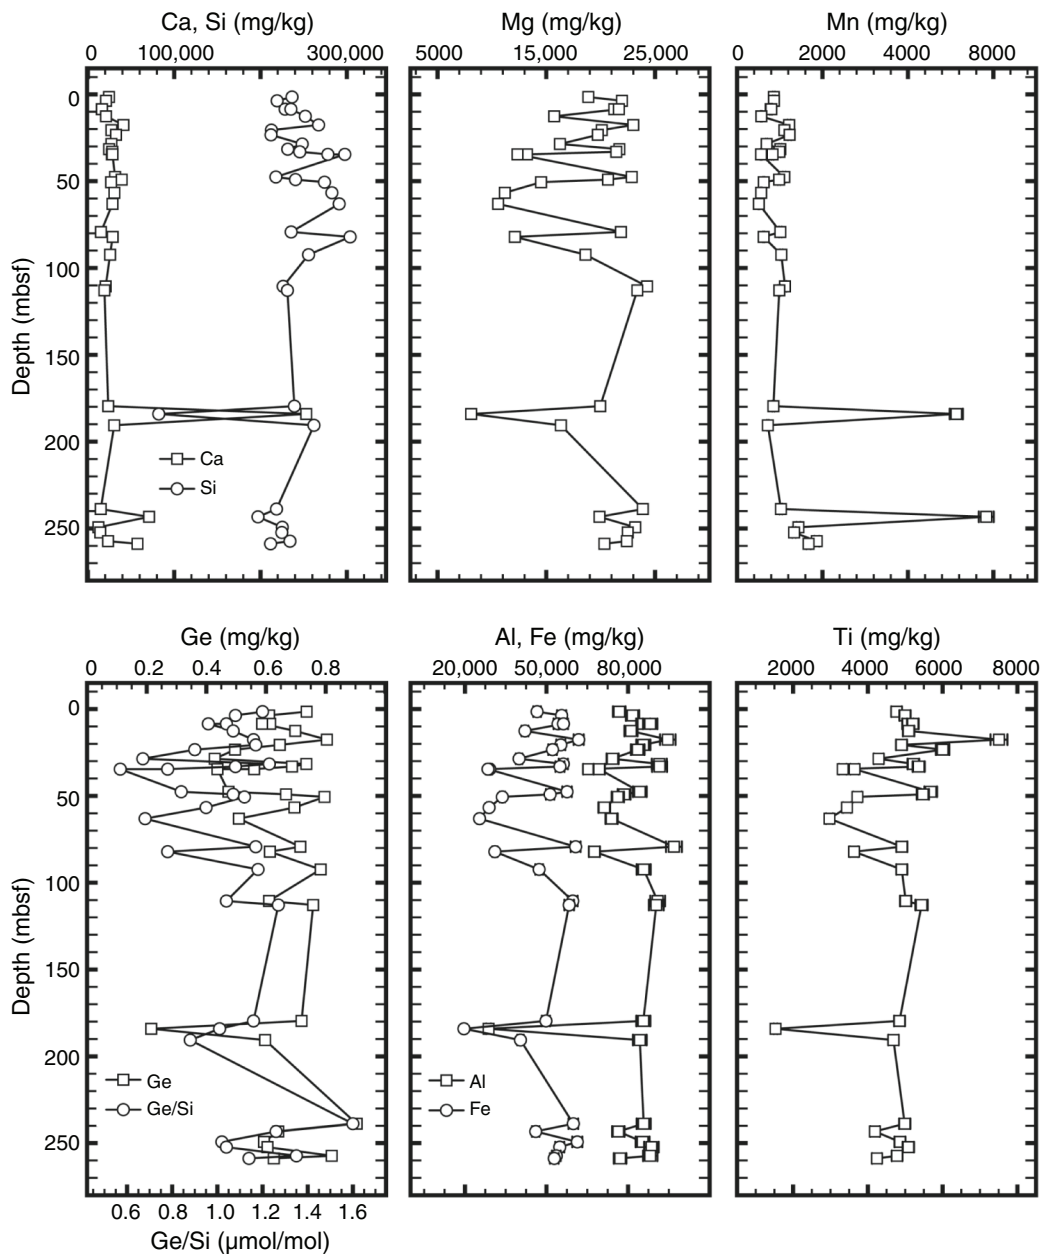 Ca, Si (mg/kg)
Mg (mg/kg)
Mn (mg/kg)
0 100,000 300,000
5000 15,000 25,000
0 2000 4000 8000
0
50
100
150
200
250
Depth (mbsf)
Ca
Si
Ge (mg/kg)
Al, Fe (mg/kg)
Ti (mg/kg)
0 0.2 0.4 0.6 0.8
20,000 50,000 80,000
2000 4000 6000 8000
0
50
100
150
200
250
Depth (mbsf)
Ge
Ge/Si
Al
Fe
0.6 0.8 1.2 1.4 1.6
Ge/Si (µmol/mol)